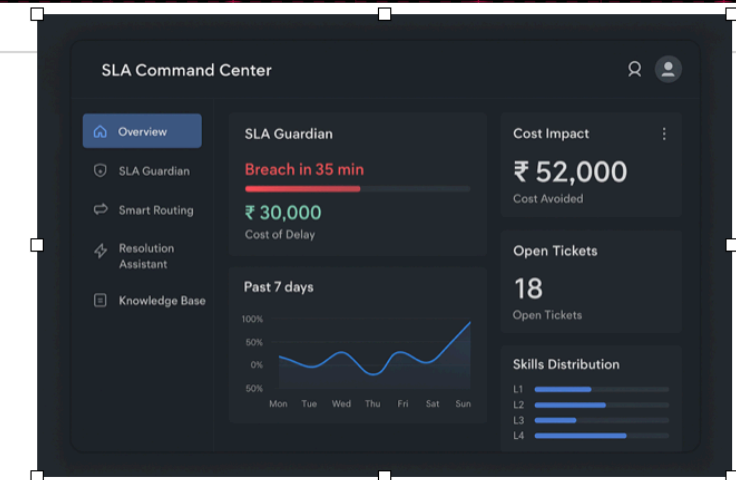 SLA Command Center
Overview
SLA Guardian
Smart Routing
Resolution
Assistant
Knowledge Base
SLA Guardian
Breach in 35 min
₹ 30,000
Cost of Delay
Past 7 days
100%
50%
0%
50%
Mon Tue Wed Thu Fri Sat Sun
Cost Impact
₹ 52,000
Cost Avoided
Open Tickets
18
Open Tickets
Skills Distribution
L1
L2
L3
L4